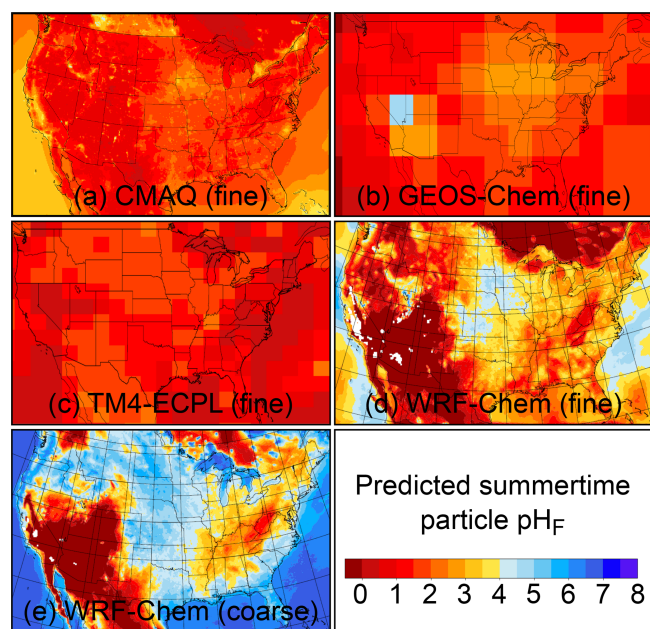 (a) CMAQ (fine)
(b) GEOS-Chem (fine)
(c) TM4-ECPL (fine)
(d) WRF-Chem (fine)
(e) WRF-Chem (coarse)
Predicted summertime
particle pHF
0 1 2 3 4 5 6 7 8